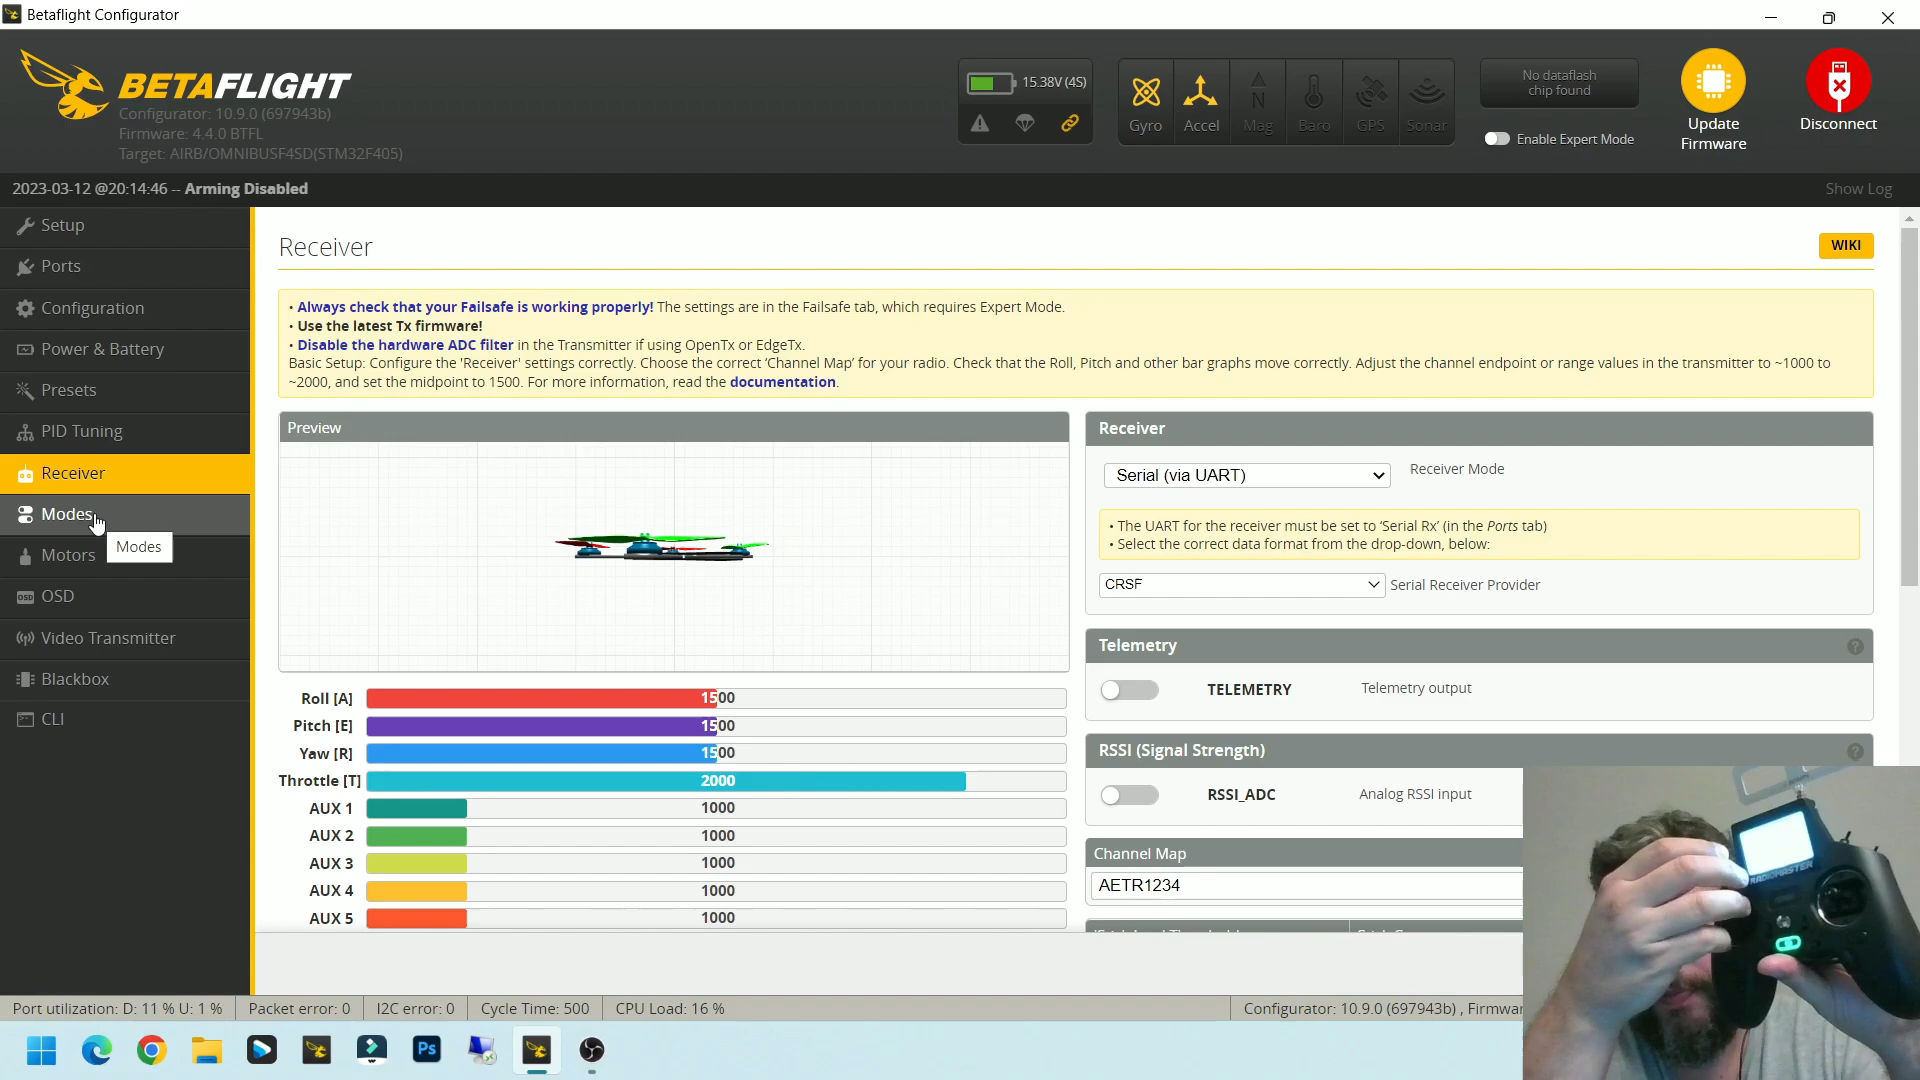 Betaflight Configurator
BETAFLIGHT
Configurator: 10.9.0 (697943b)
Firmware: 4.4.0 BTFL
Target: AIRB/OMNIBUSF4SD(STM32F405)
15.38V (4S)
Gyro
Accel
Mag
Baro
GPS
Sonar
No dataflash
chip found
Enable Expert Mode
Update
Firmware
Disconnect
2023-03-12 @20:14:46 -- Arming Disabled
Show Log
Setup
Ports
Configuration
Power & Battery
Presets
PID Tuning
Receiver
Modes
Modes
Motors
OSD
OSD
Video Transmitter
Blackbox
CLI
Receiver
WIKI
• Always check that your Failsafe is working properly! The settings are in the Failsafe tab, which requires Expert Mode.
• Use the latest Tx firmware!
• Disable the hardware ADC filter in the Transmitter if using OpenTx or EdgeTx.
Basic Setup: Configure the 'Receiver' settings correctly. Choose the correct 'Channel Map' for your radio. Check that the Roll, Pitch and other bar graphs move correctly. Adjust the channel endpoint or range values in the transmitter to ~1000 to
~2000, and set the midpoint to 1500. For more information, read the documentation.
Preview
Roll [A] 1500
Pitch [E] 1500
Yaw [R] 1500
Throttle [T] 2000
AUX 1 1000
AUX 2 1000
AUX 3 1000
AUX 4 1000
AUX 5 1000
Receiver
Serial (via UART) Receiver Mode
• The UART for the receiver must be set to 'Serial Rx' (in the Ports tab)
• Select the correct data format from the drop-down, below:
CRSF Serial Receiver Provider
Telemetry
?
TELEMETRY Telemetry output
RSSI (Signal Strength)
?
RSSI_ADC Analog RSSI input
Channel Map
AETR1234
RADIOMASTER
Port utilization: D: 11 % U: 1 %
Packet error: 0
I2C error: 0
Cycle Time: 500
CPU Load: 16 %
Configurator: 10.9.0 (697943b) , Firmwar
Ps